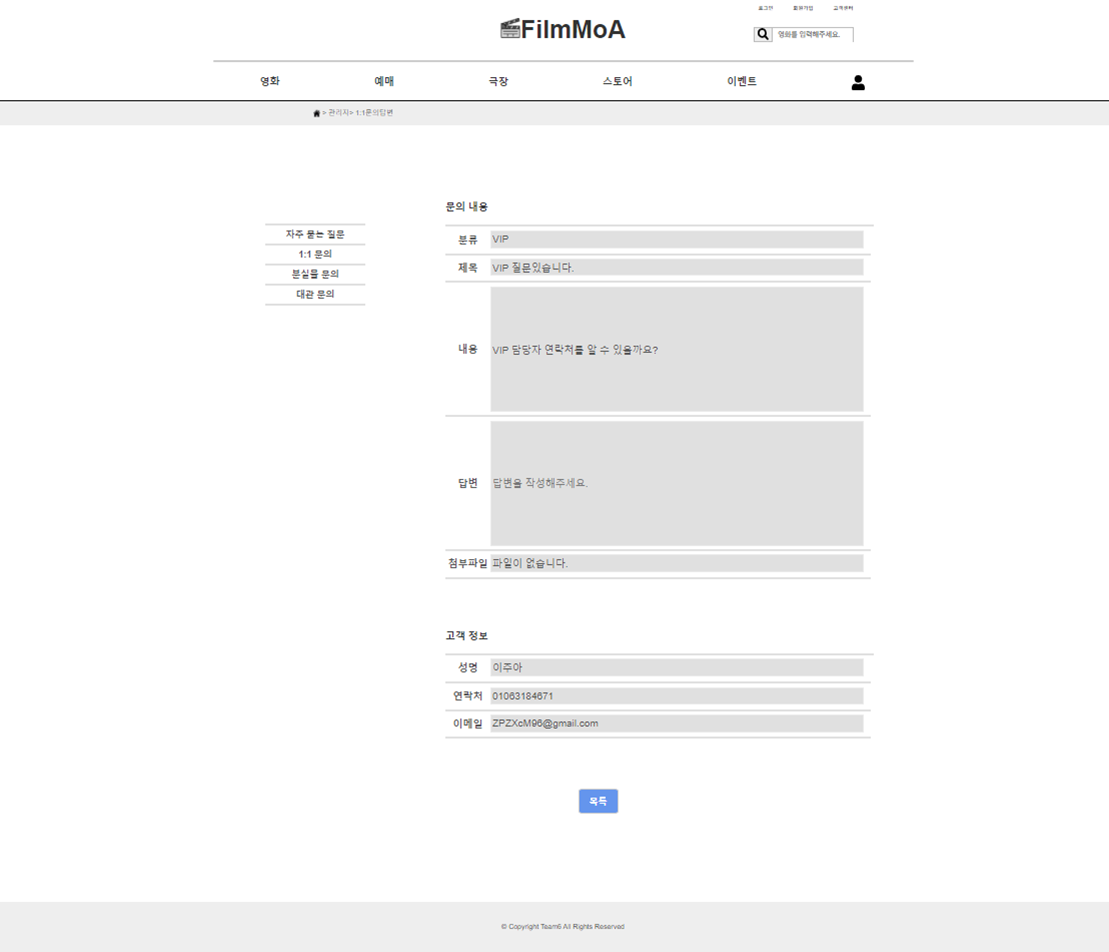 로그인 회원가입 고객센터
FilmMoA
영화를 입력해주세요.
영화 예매 극장 스토어 이벤트
> 관리자> 1:1문의답변
문의 내용
자주 묻는 질문
1:1 문의
분실물 문의
대관 문의
분류 VIP
제목 VIP 질문있습니다.
내용 VIP 담당자 연락처를 알 수 있을까요?
답변 답변을 작성해주세요.
첨부파일 파일이 없습니다.
고객 정보
성명 이주아
연락처 01063184671
이메일 ZPZXcM96@gmail.com
목록
© Copyright Team6 All Rights Reserved